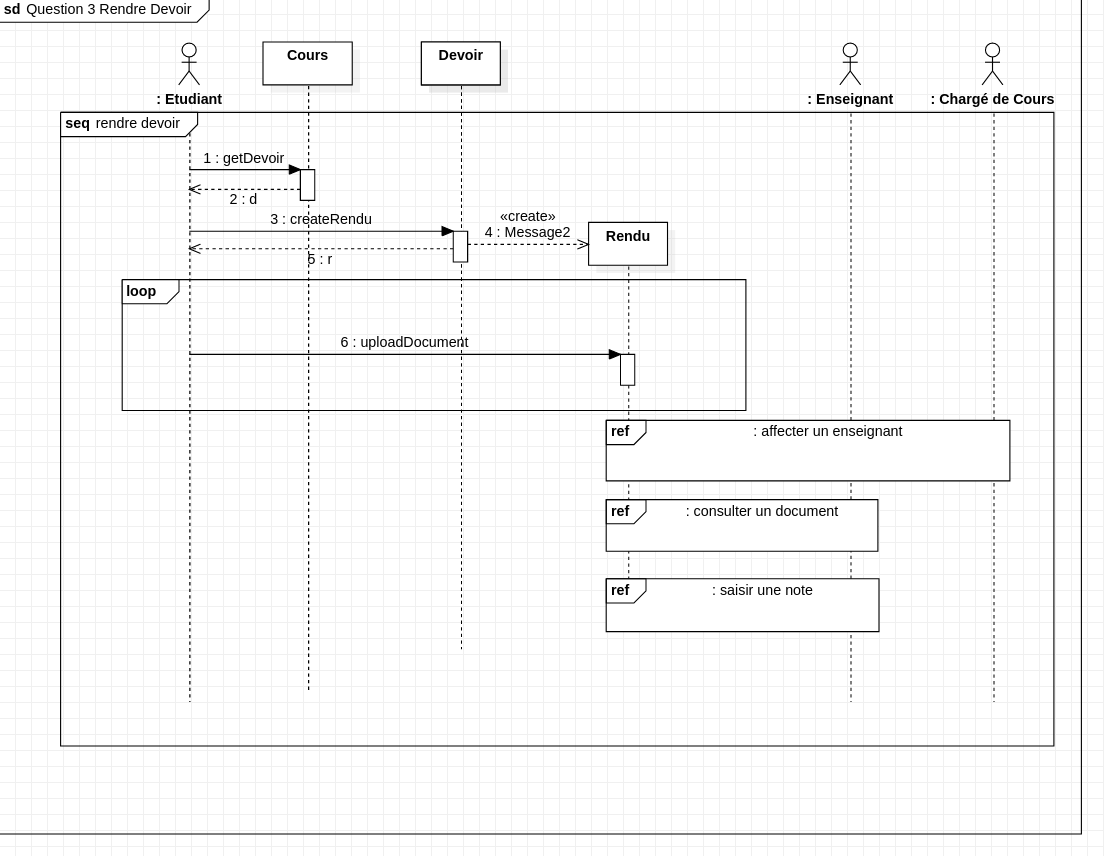 sd Question 3 Rendre Devoir
Cours
Devoir
: Etudiant
: Enseignant
: Chargé de Cours
seq rendre devoir
1 : getDevoir
2 : d
3 : createRendu
«create»
4 : Message2
Rendu
5 : r
loop
6 : uploadDocument
ref : affecter un enseignant
ref : consulter un document
ref : saisir une note